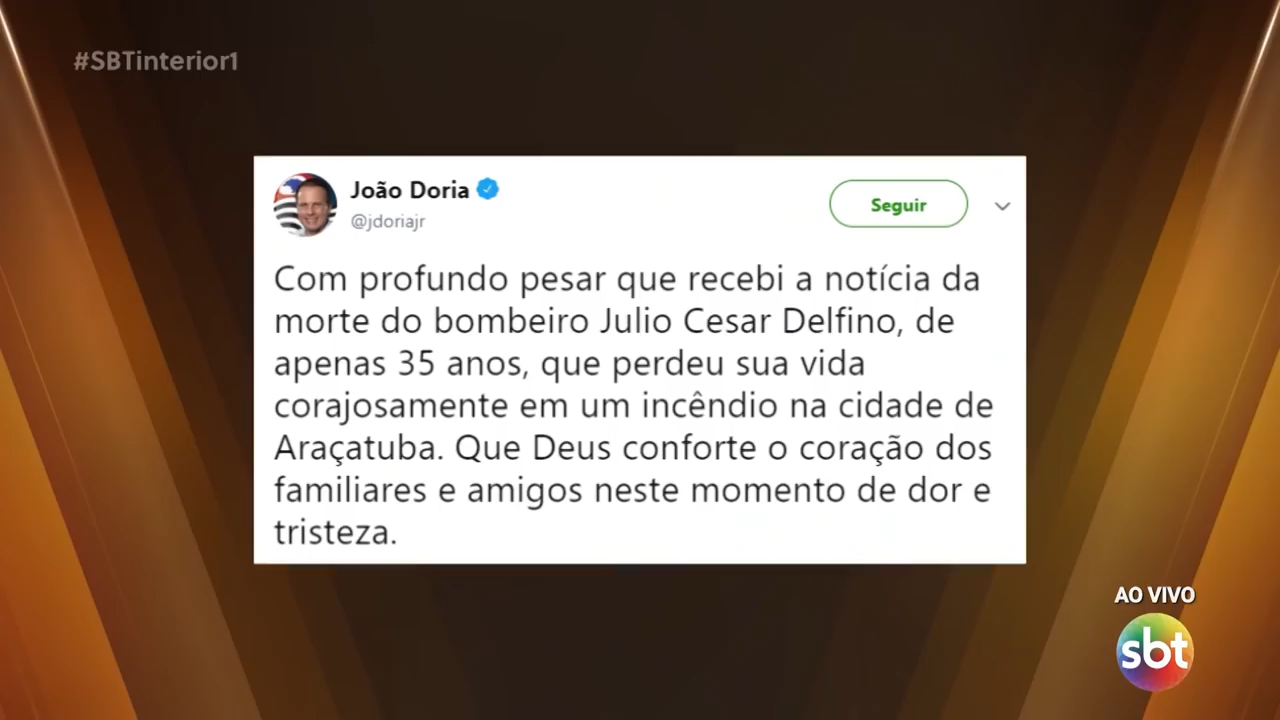 #SBTinterior1
João Doria
@jdoriajr
Seguir
Com profundo pesar que recebi a notícia da
morte do bombeiro Julio Cesar Delfino, de
apenas 35 anos, que perdeu sua vida
corajosamente em um incêndio na cidade de
Araçatuba. Que Deus conforte o coração dos
familiares e amigos neste momento de dor e
tristeza.
AO VIVO
sbt